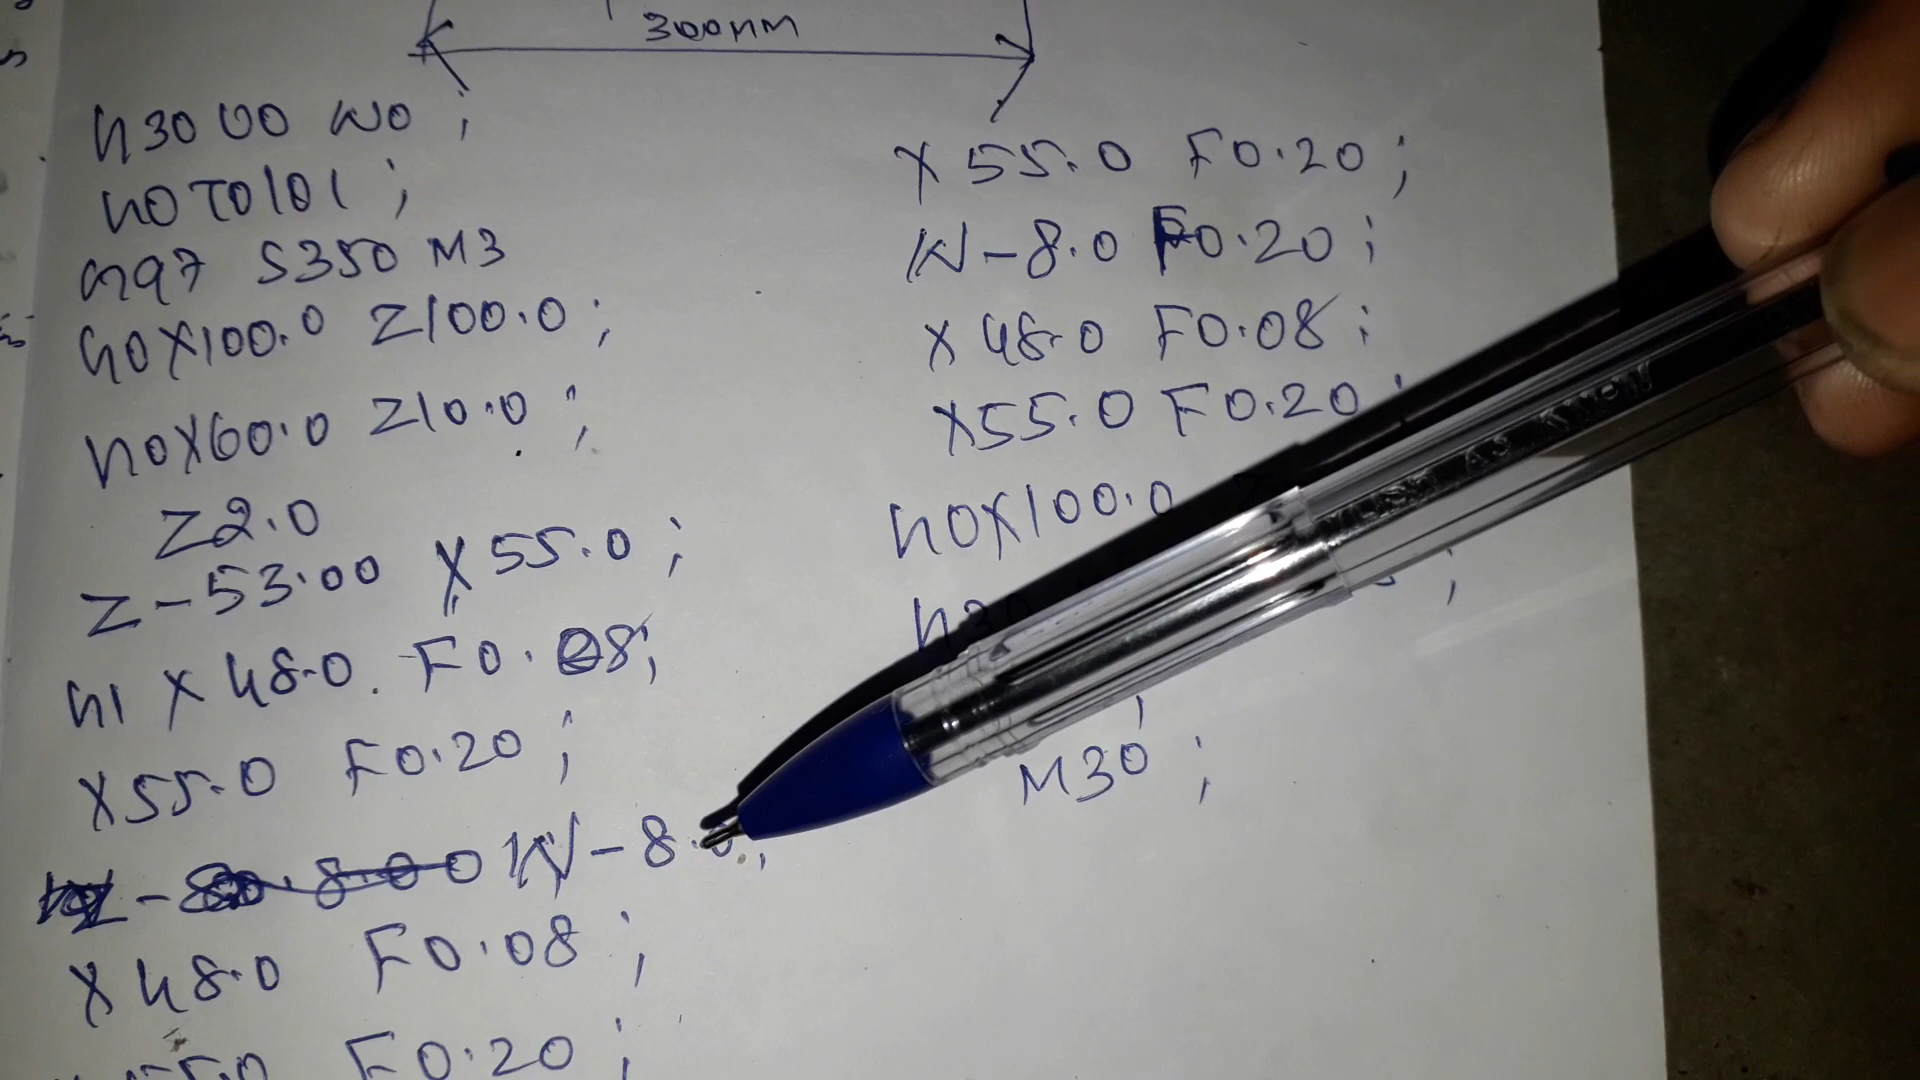 300mm
G30 U0 W0 ;
G0 T0101 ;
G97 S350 M3
G0 X100.0 Z100.0 ;
G0 X60.0 Z10.0 ;
Z2.0
Z-53.00 X55.0 ;
G1 X48.0 F0.08 ;
X55.0 F0.20 ;
W-8.0 ;
X48.0 F0.08 ;
F0.20 ;
X55.0 F0.20 ;
W-8.0 F0.20 ;
X48.0 F0.08 ;
X55.0 F0.20 ;
G0 X100.0
M30 ;